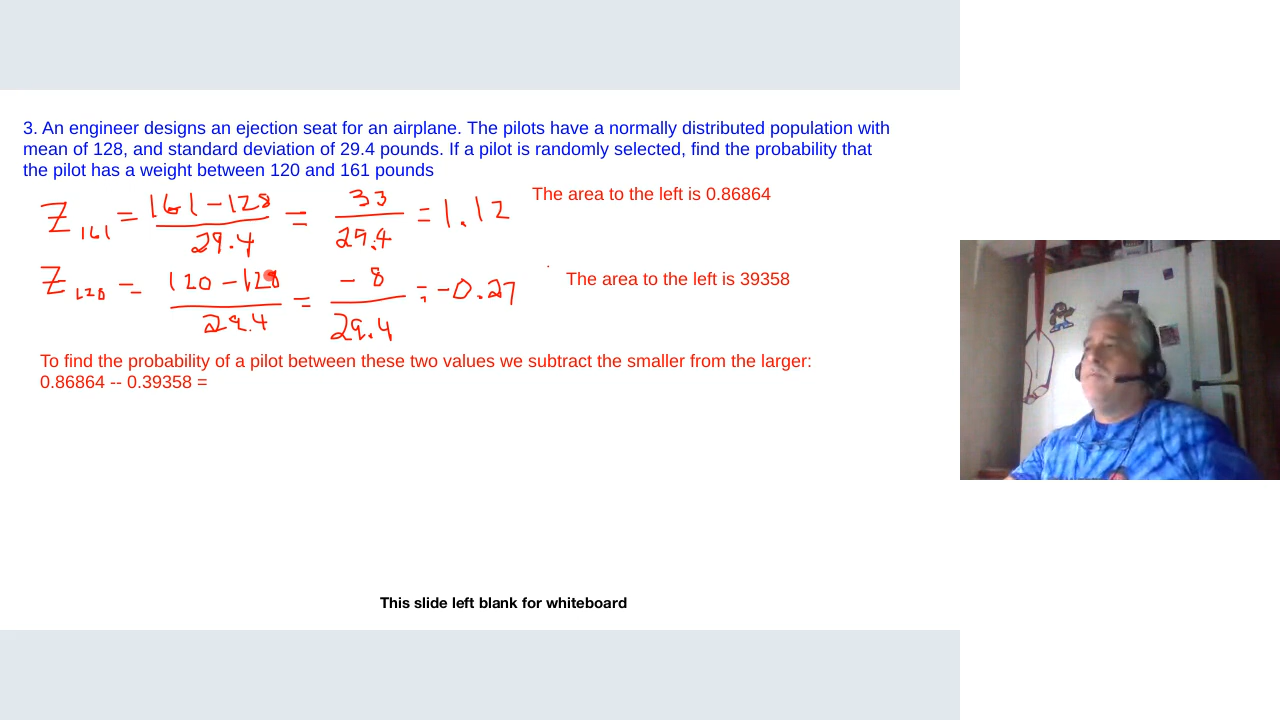 3. An engineer designs an ejection seat for an airplane. The pilots have a normally distributed population with
mean of 128, and standard deviation of 29.4 pounds. If a pilot is randomly selected, find the probability that
the pilot has a weight between 120 and 161 pounds
Z 161 = 161 - 128 / 29.4 = 33 / 29.4 = 1.12
The area to the left is 0.86864
Z 120 = 120 - 128 / 29.4 = -8 / 29.4 = -0.27
The area to the left is 39358
To find the probability of a pilot between these two values we subtract the smaller from the larger:
0.86864 -- 0.39358 =
This slide left blank for whiteboard